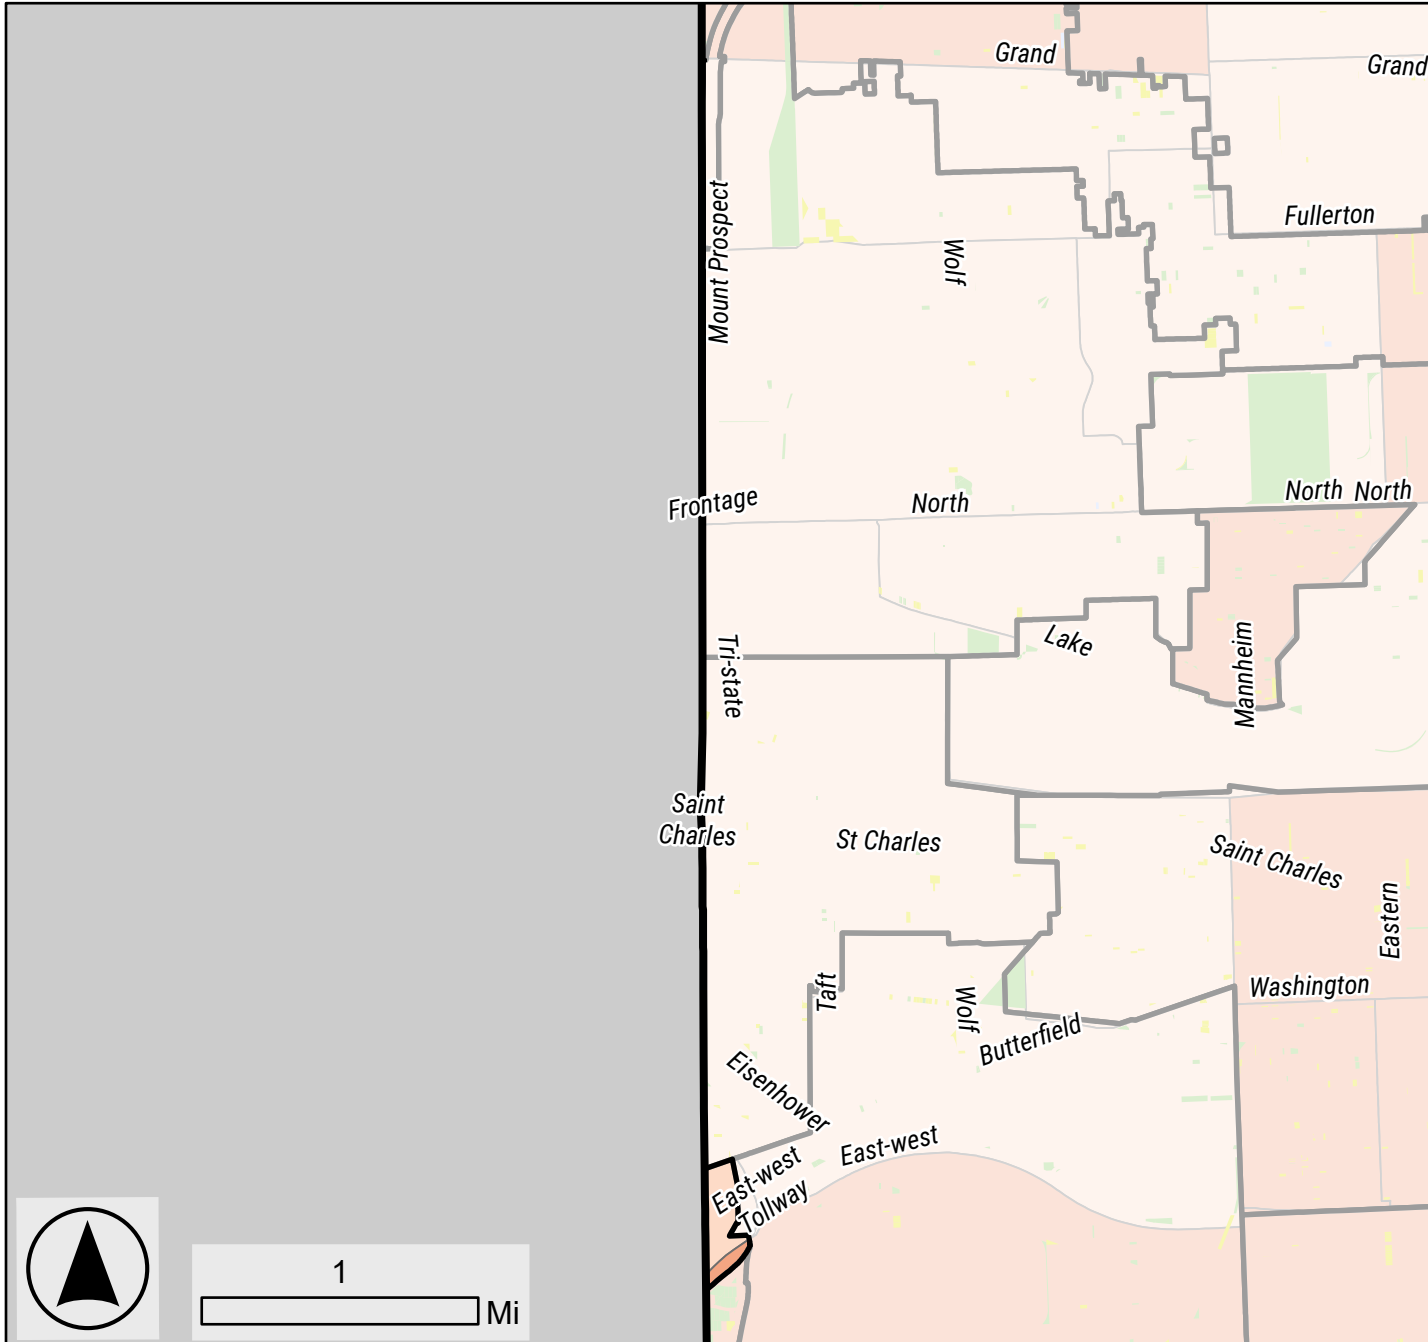 Grand
Grand
Mount Prospect
Fullerton
Wolf
Frontage
North
North
North
Tri-state
Lake
Mannheim
Saint
Charles
St Charles
Saint Charles
Eastern
Taft
Wolf
Washington
Butterfield
Eisenhower
East-west
East-west
Tollway
1
Mi